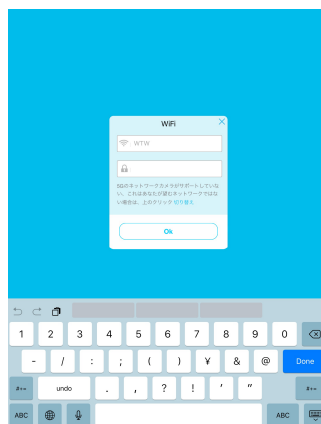 WiFi
WTW
5Gのネットワークカメラがサポートしていな
い、これはあなたが望むネットワークではな
い場合は、上のクリック 切り替え
Ok
1 2 3 4 5 6 7 8 9 0
- / : ; ( ) ¥ & @ Done
#+= undo . , ? ! ' " #+=
ABC ABC